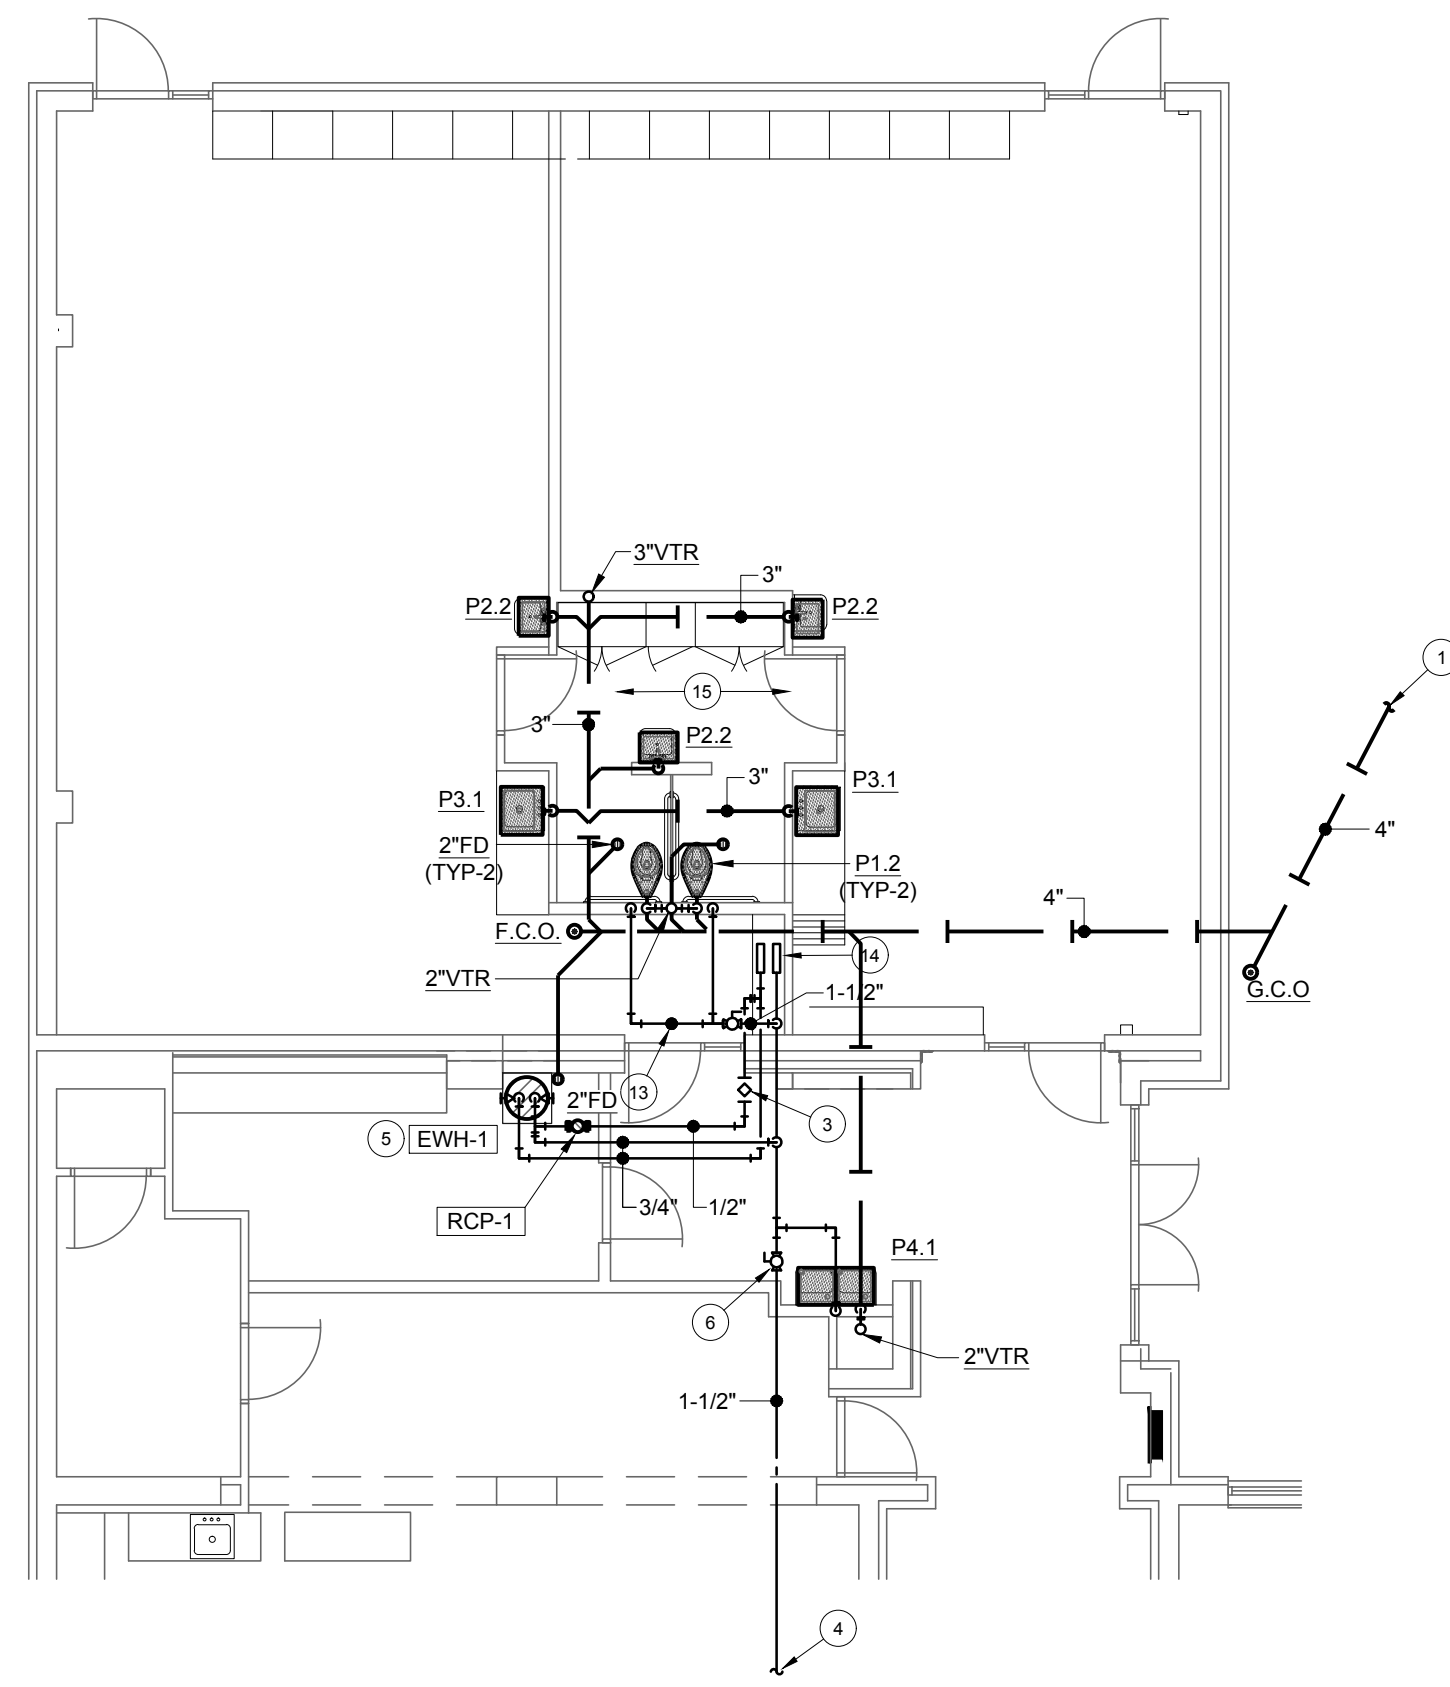 3"VTR
3"
P2.2
P2.2
1
15
3"
P2.2
3"
P3.1
P3.1
4"
2"FD
(TYP-2)
P1.2
(TYP-2)
4"
F.C.O.
14
2"VTR
1-1/2"
G.C.O
13
2"FD
3
5
EWH-1
3/4"
1/2"
RCP-1
P4.1
6
2"VTR
1-1/2"
4